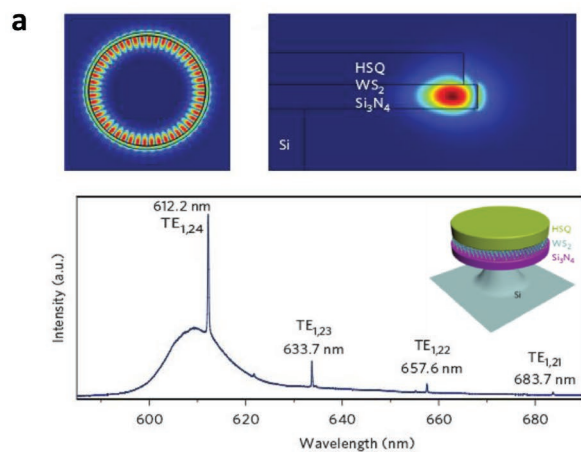 a
HSQ
WS₂
Si₃N₄
Si
612.2 nm
TE₁,₂₄
TE₁,₂₃
633.7 nm
TE₁,₂₂
657.6 nm
TE₁,₂₁
683.7 nm
HSQ
WS₂
Si₃N₄
Si
Intensity (a.u.)
600 620 640 660 680
Wavelength (nm)